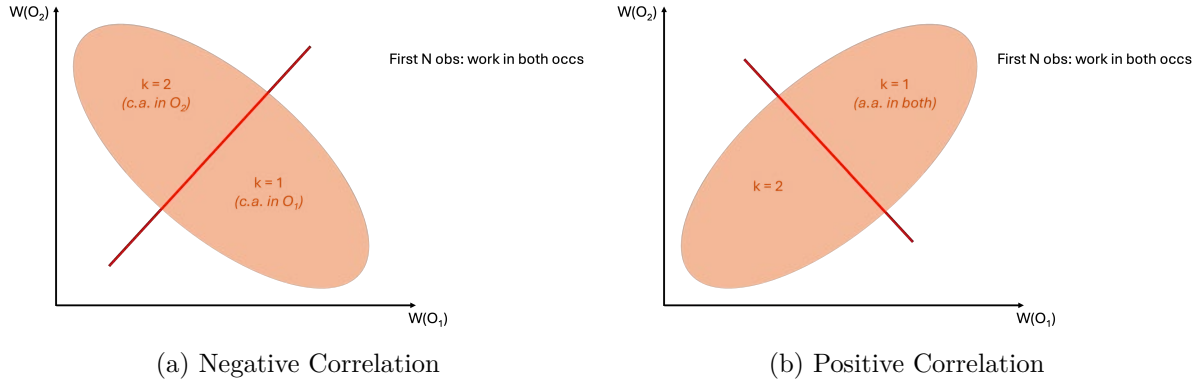 W(O₂)
First N obs: work in both occs
k = 2
(c.a. in O₂)
k = 1
(c.a. in O₁)
W(O₁)
(a) Negative Correlation
W(O₂)
First N obs: work in both occs
k = 1
(a.a. in both)
k = 2
W(O₁)
(b) Positive Correlation